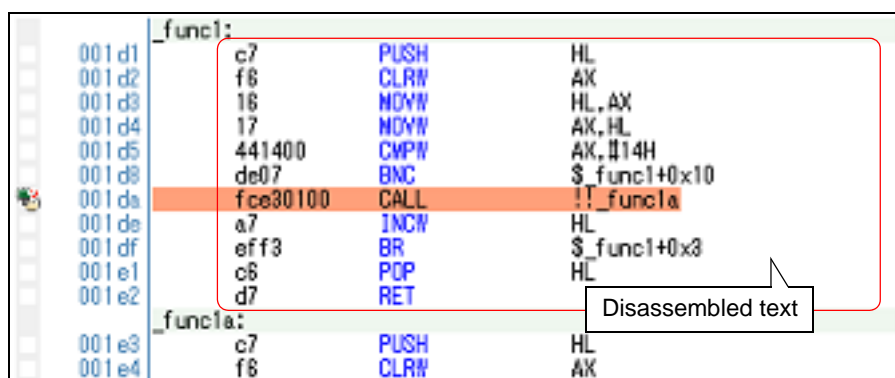 _func1:
001d1 c7 PUSH HL
001d2 f6 CLRW AX
001d3 16 MOVW HL,AX
001d4 17 MOVW AX,HL
001d5 441400 CMPW AX,#14H
001d8 de07 BNC $_func1+0x10
001da fce30100 CALL !!_func1a
001de a7 INCW HL
001df eff3 BR $_func1+0x3
001e1 c6 POP HL
001e2 d7 RET
Disassembled text
_func1a:
001e3 c7 PUSH HL
001e4 f6 CLRW AX